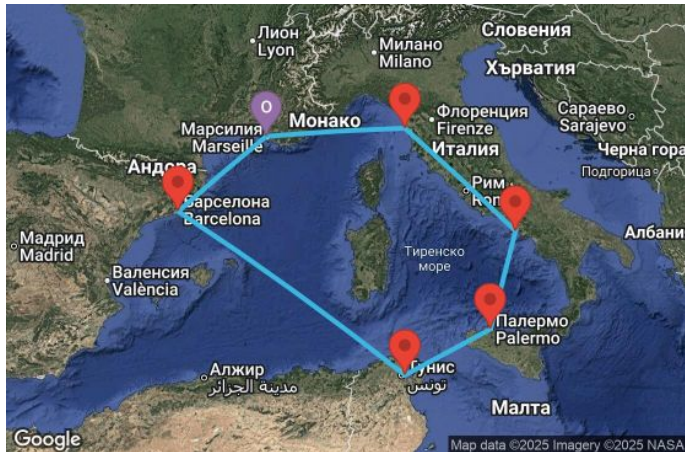 Лион
Lyon
Милано
Milano
Словения
Хърватия
О
Марсилия
Marseille
Монако
Флоренция
Firenze
Сараево
Sarajevo
Италия
Черна гора
Подгорица
Андора
Рим
Барселона
Barcelona
Мадрид
Madrid
Валенсия
València
Тиренско
море
Албани
Палермо
Palermo
Алжир
مدينة الجزائر
Тунис
تونس
Малта
Google
Map data ©2025 Imagery ©2025 NASA